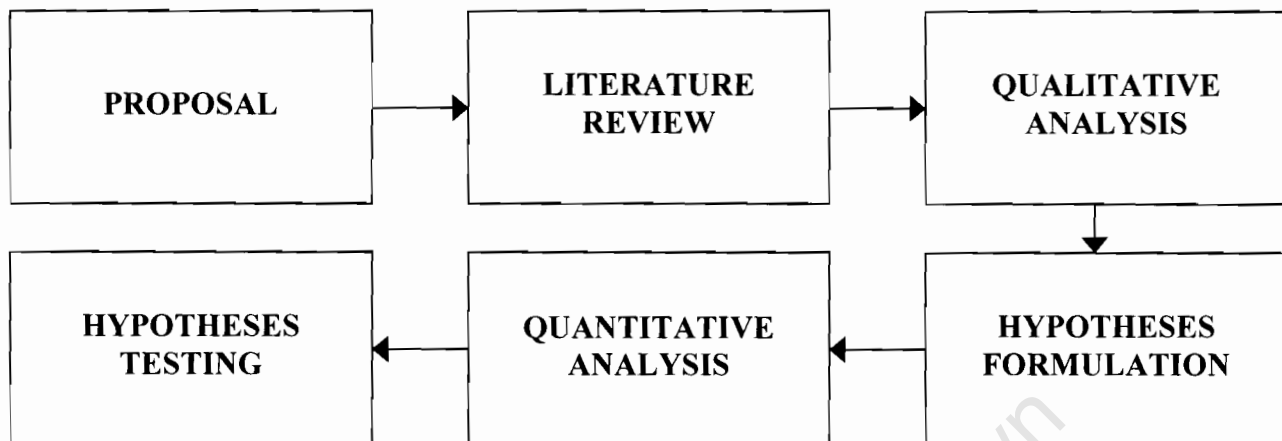 PROPOSAL
LITERATURE
REVIEW
QUALITATIVE
ANALYSIS
HYPOTHESES
FORMULATION
QUANTITATIVE
ANALYSIS
HYPOTHESES
TESTING